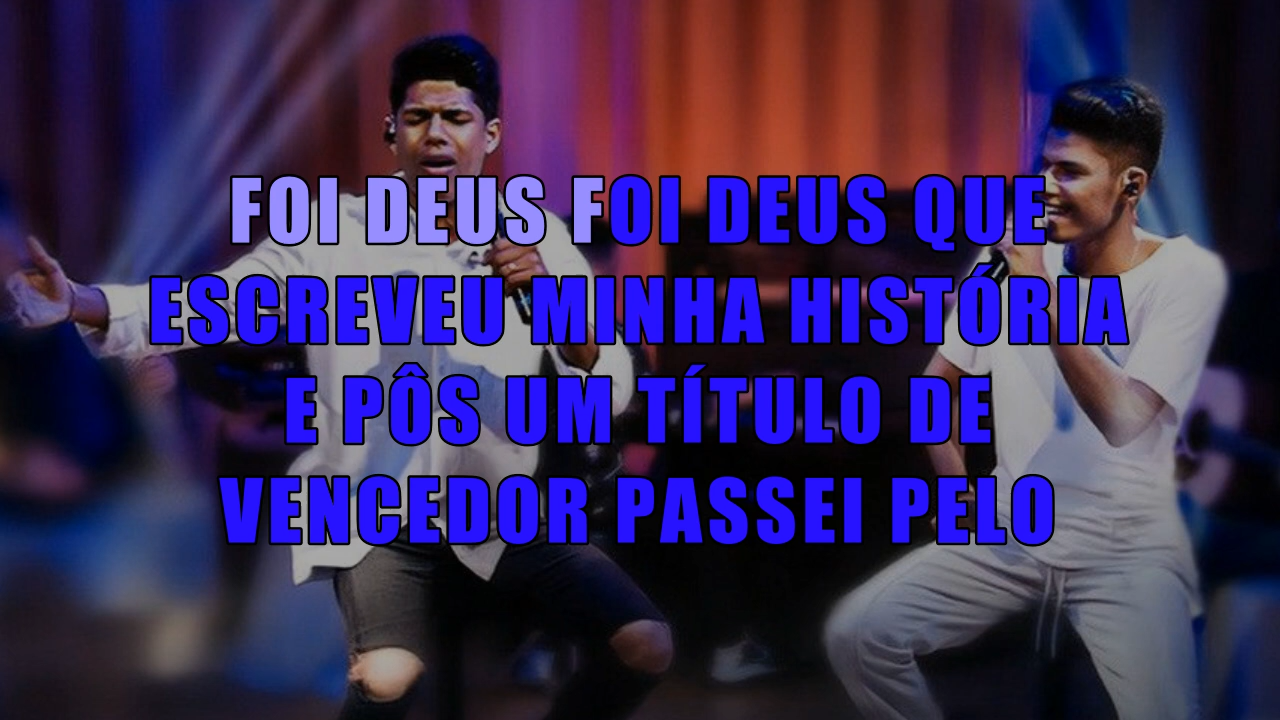 FOI DEUS FOI DEUS QUE
ESCREVEU MINHA HISTÓRIA
E PÔS UM TÍTULO DE
VENCEDOR PASSEI PELO